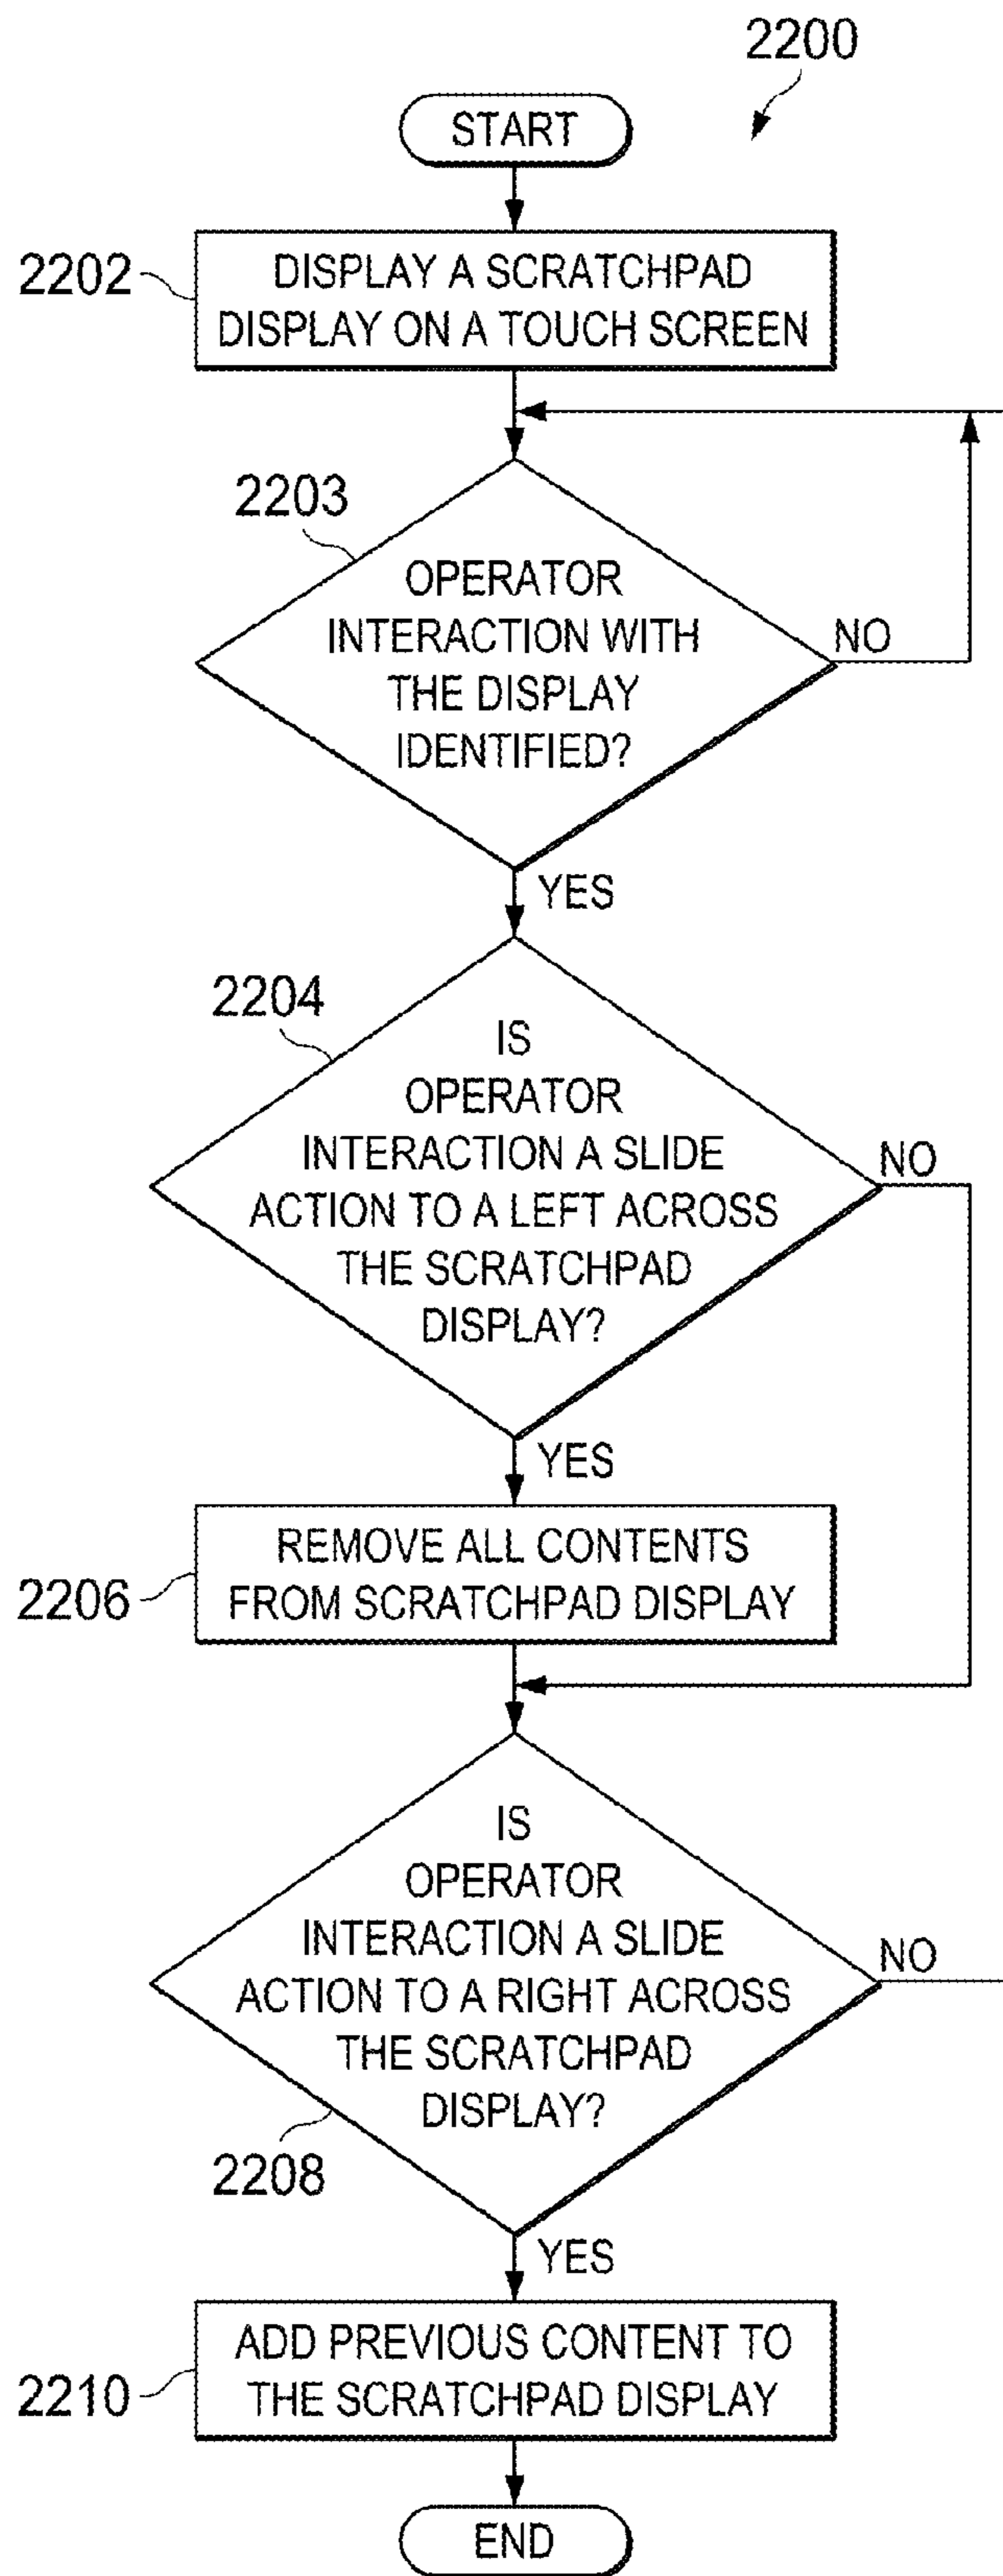 2200
START
2202
DISPLAY A SCRATCHPAD
DISPLAY ON A TOUCH SCREEN
2203
OPERATOR
INTERACTION WITH
THE DISPLAY
IDENTIFIED?
NO
YES
2204
IS
OPERATOR
INTERACTION A SLIDE
ACTION TO A LEFT ACROSS
THE SCRATCHPAD
DISPLAY?
NO
YES
2206
REMOVE ALL CONTENTS
FROM SCRATCHPAD DISPLAY
IS
OPERATOR
INTERACTION A SLIDE
ACTION TO A RIGHT ACROSS
THE SCRATCHPAD
DISPLAY?
NO
2208
YES
2210
ADD PREVIOUS CONTENT TO
THE SCRATCHPAD DISPLAY
END